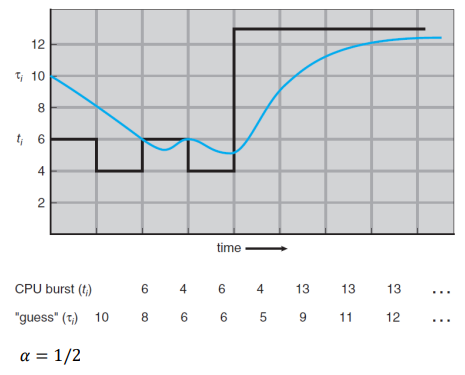 12
τi 10
8
ti 6
4
2
time
CPU burst (ti) 6 4 6 4 13 13 13 ...
"guess" (τi) 10 8 6 6 5 9 11 12 ...
α = 1/2